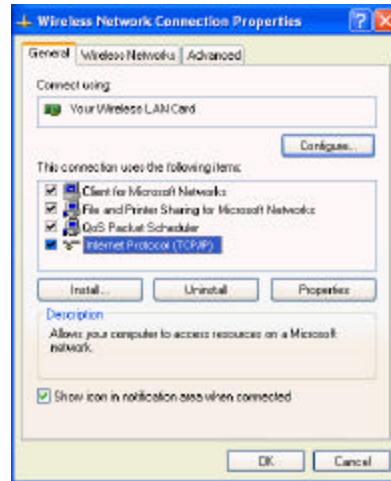 Wireless Network Connection Properties
General Wireless Networks Advanced
Connect using:
Your Wireless LAN Card
Configure...
This connection uses the following items:
Client for Microsoft Networks
File and Printer Sharing for Microsoft Networks
QoS Packet Scheduler
Internet Protocol (TCP/IP)
Install... Uninstall Properties
Description
Allows your computer to access resources on a Microsoft
network.
Show icon in notification area when connected
OK Cancel